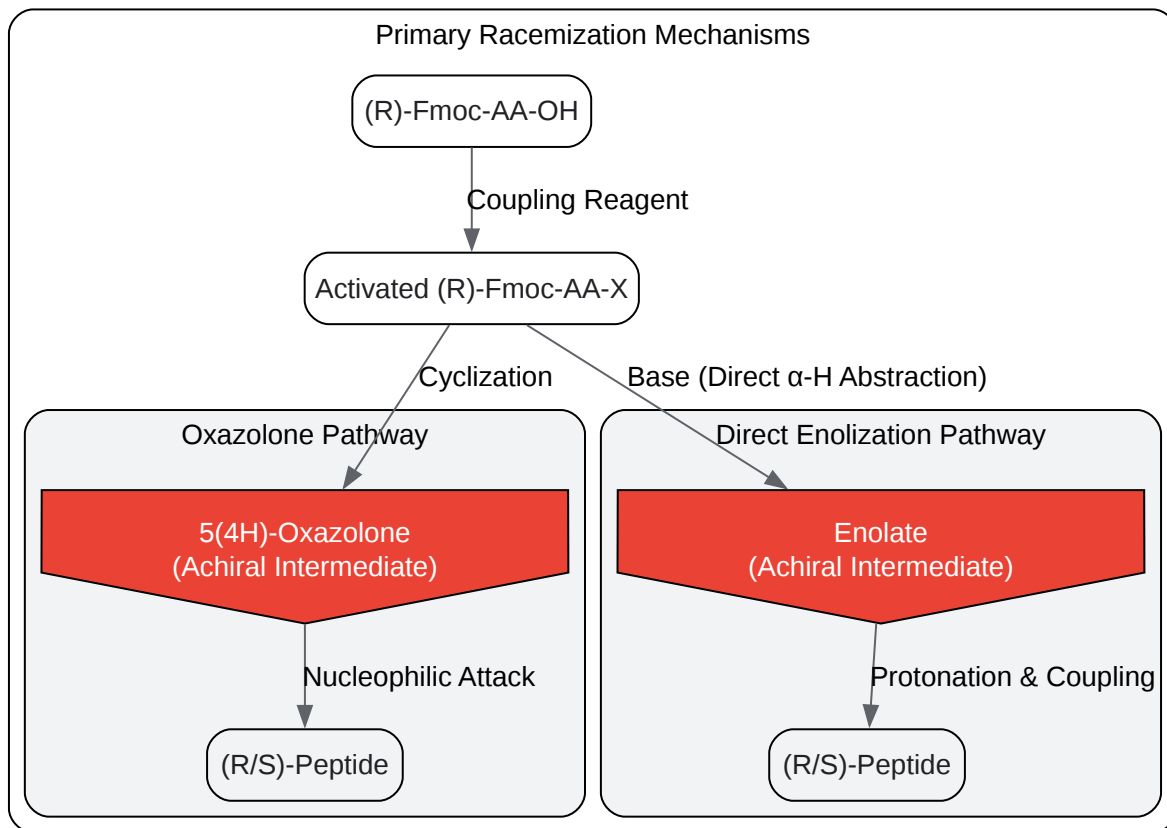 Primary Racemization Mechanisms
(R)-Fmoc-AA-OH
Coupling Reagent
Activated (R)-Fmoc-AA-X
Cyclization
Base (Direct α-H Abstraction)
Oxazolone Pathway
Direct Enolization Pathway
5(4H)-Oxazolone
(Achiral Intermediate)
Enolate
(Achiral Intermediate)
Nucleophilic Attack
Protonation & Coupling
(R/S)-Peptide
(R/S)-Peptide